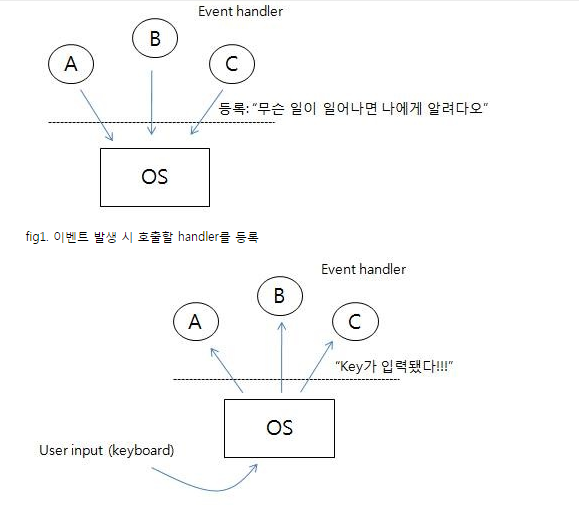 Event handler
B
A
C
등록: “무슨 일이 일어나면 나에게 알려다오”
OS
fig1. 이벤트 발생 시 호출할 handler를 등록
Event handler
B
A
C
“Key가 입력됐다!!!”
OS
User input (keyboard)